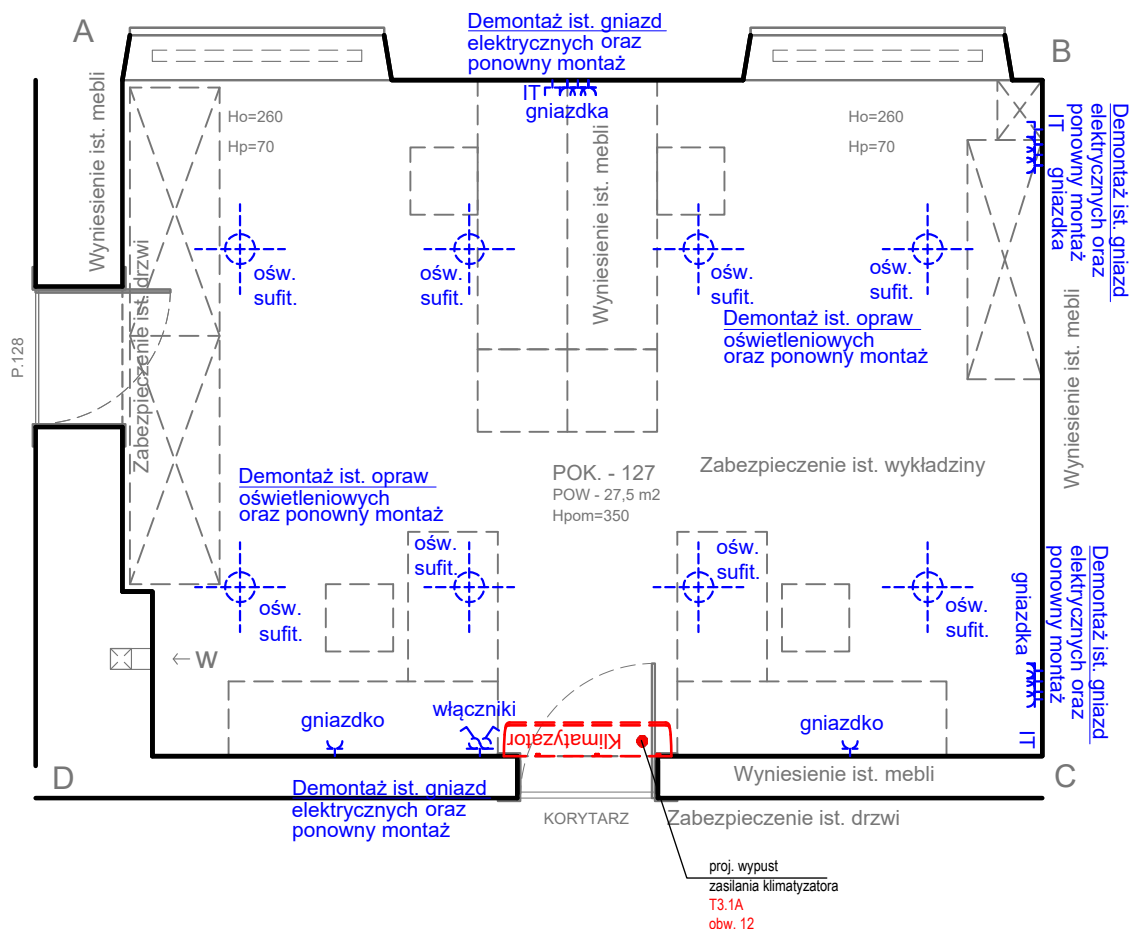 A
Demontaż ist. gniazd
elektrycznych oraz
ponowny montaż
B
Wyniesienie ist. mebli
IT
gniazdka
Ho=260
Hp=70
Wyniesienie ist. mebli
Ho=260
Hp=70
IT
gniazdka
Demontaż ist. gniazd
elektrycznych oraz
ponowny montaż
ośw.
sufit.
ośw.
sufit.
ośw.
sufit.
ośw.
sufit.
Demontaż ist. opraw
oświetleniowych
oraz ponowny montaż
P.128
Zabezpieczenie ist. drzwi
Wyniesienie ist. mebli
Demontaż ist. opraw
oświetleniowych
oraz ponowny montaż
POK. - 127
POW - 27,5 m2
Hpom=350
Zabezpieczenie ist. wykładziny
ośw.
sufit.
ośw.
sufit.
ośw.
sufit.
ośw.
sufit.
gniazdka
IT
Demontaż ist. gniazd
elektrycznych oraz
ponowny montaż
W
gniazdko
włączniki
Klimatyzator
gniazdko
D
Demontaż ist. gniazd
elektrycznych oraz
ponowny montaż
Wyniesienie ist. mebli
C
KORYTARZ
Zabezpieczenie ist. drzwi
proj. wypust
zasilania klimatyzatora
T3.1A
obw. 12